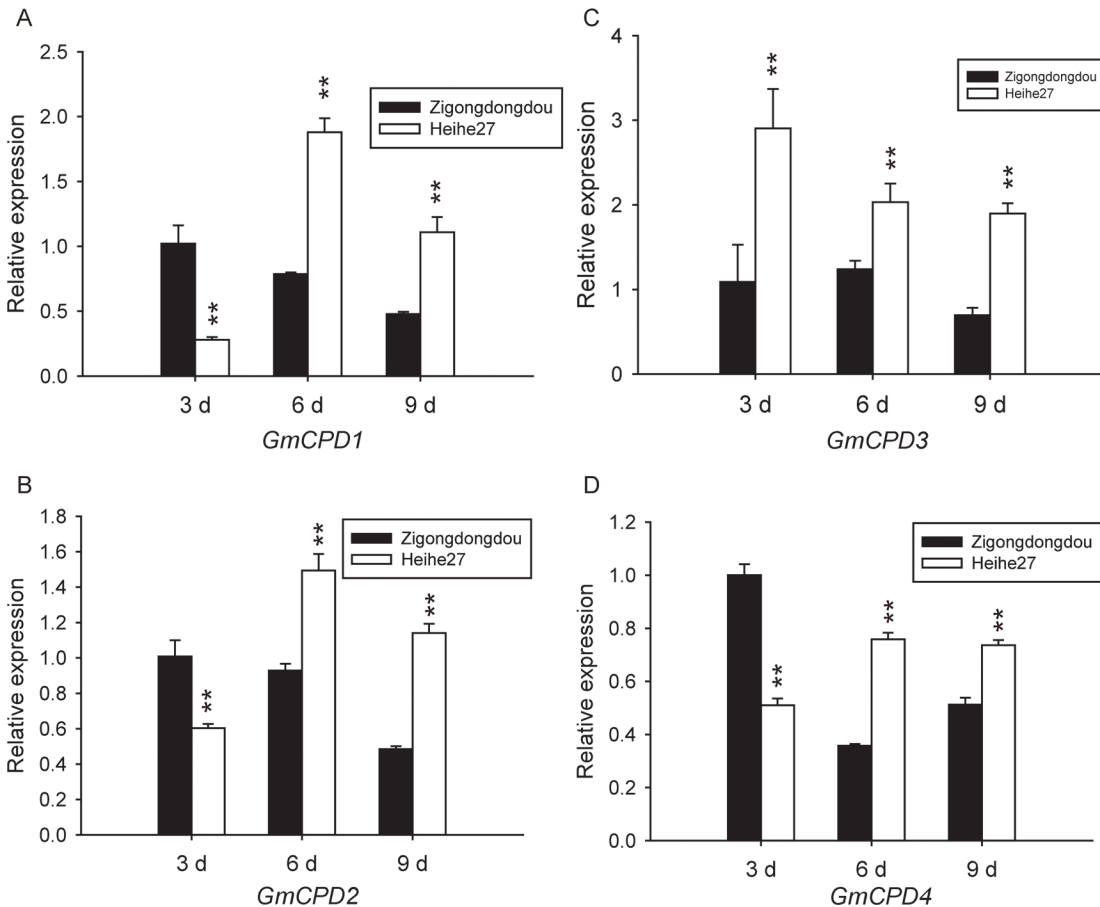 A
Relative expression
2.5
2.0
1.5
1.0
0.5
0.0
Zigongdongdou
Heihe27
**
**
**
3 d
6 d
9 d
GmCPD1
C
Relative expression
4
3
2
1
0
Zigongdongdou
Heihe27
**
**
**
3 d
6 d
9 d
GmCPD3
B
Relative expression
1.8
1.6
1.4
1.2
1.0
0.8
0.6
0.4
0.2
0.0
Zigongdongdou
Heihe27
**
**
**
3 d
6 d
9 d
GmCPD2
D
Relative expression
1.2
1.0
0.8
0.6
0.4
0.2
0.0
Zigongdongdou
Heihe27
**
**
**
3 d
6 d
9 d
GmCPD4